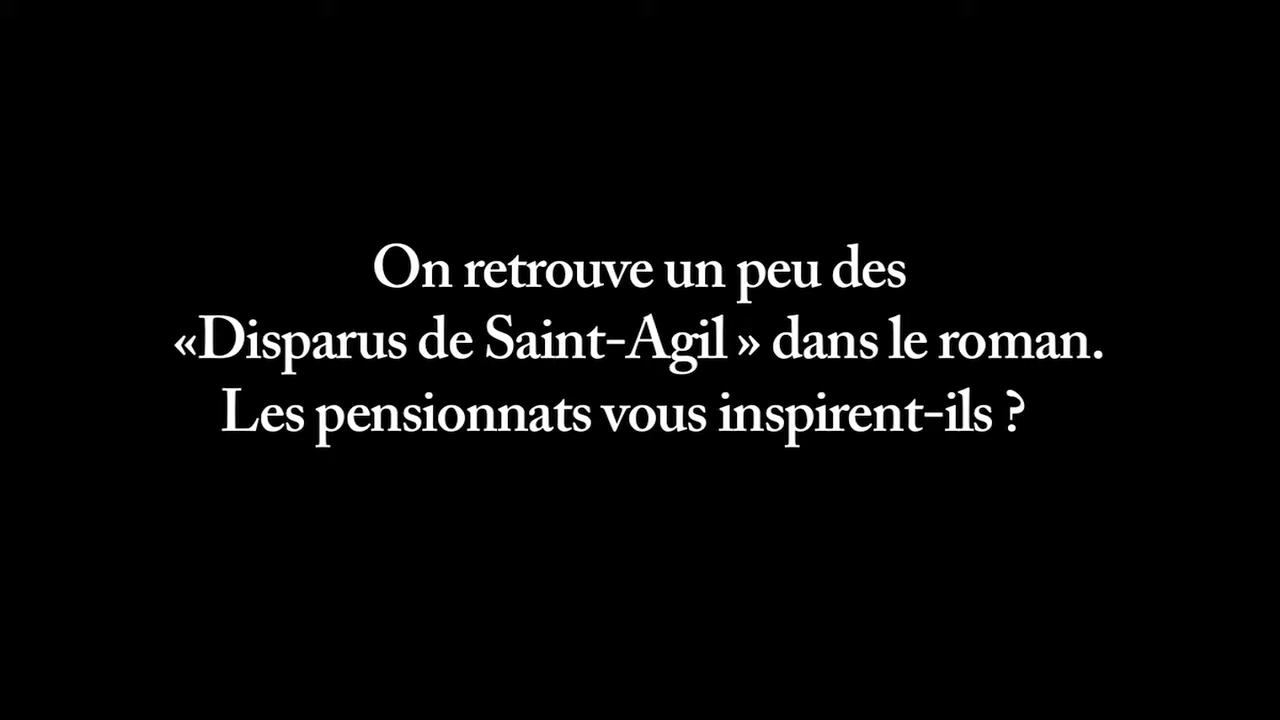 On retrouve un peu des
«Disparus de Saint-Agil » dans le roman.
Les pensionnats vous inspirent-ils ?